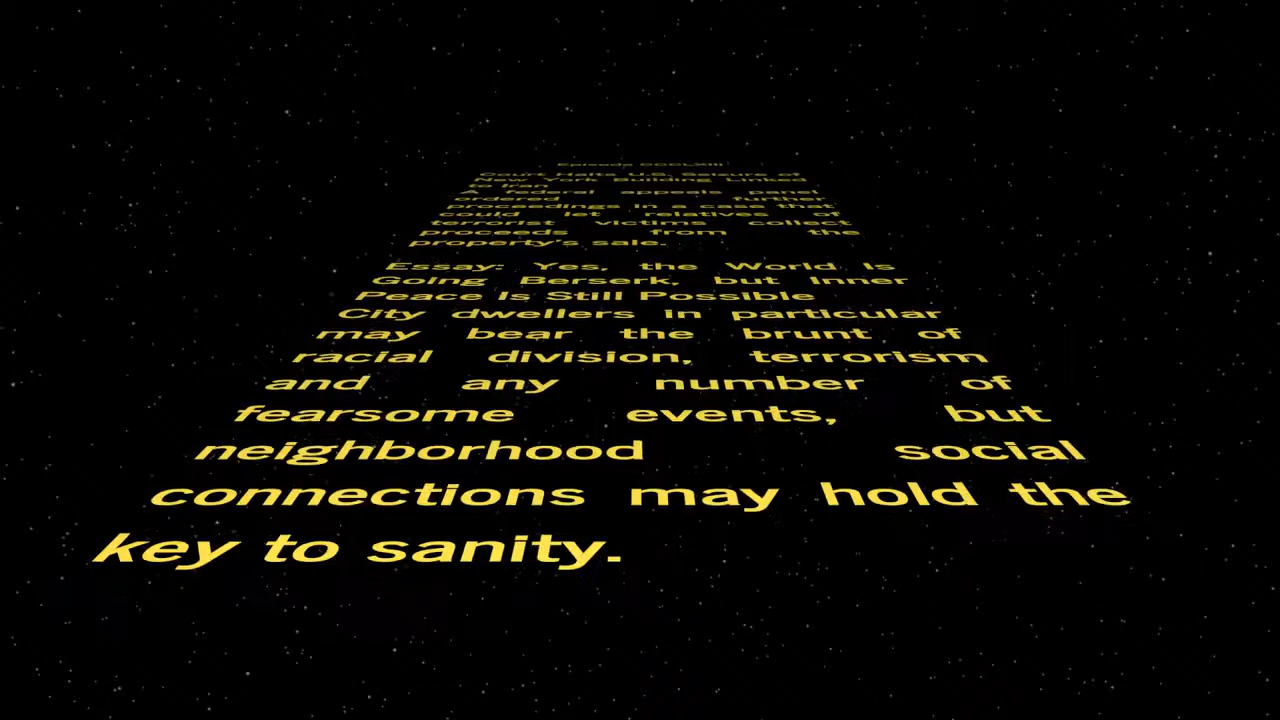 Episode CCCLXIII
Court Halts U.S. Seizure of
New York Building Linked
to Iran
A federal appeals panel
ordered further
proceedings in a case that
could let relatives of
terrorist victims collect
proceeds from the
property's sale.
Essay: Yes, the World Is
Going Berserk, but Inner
Peace Is Still Possible
City dwellers in particular
may bear the brunt of
racial division, terrorism
and any number of
fearsome events, but
neighborhood social
connections may hold the
key to sanity.